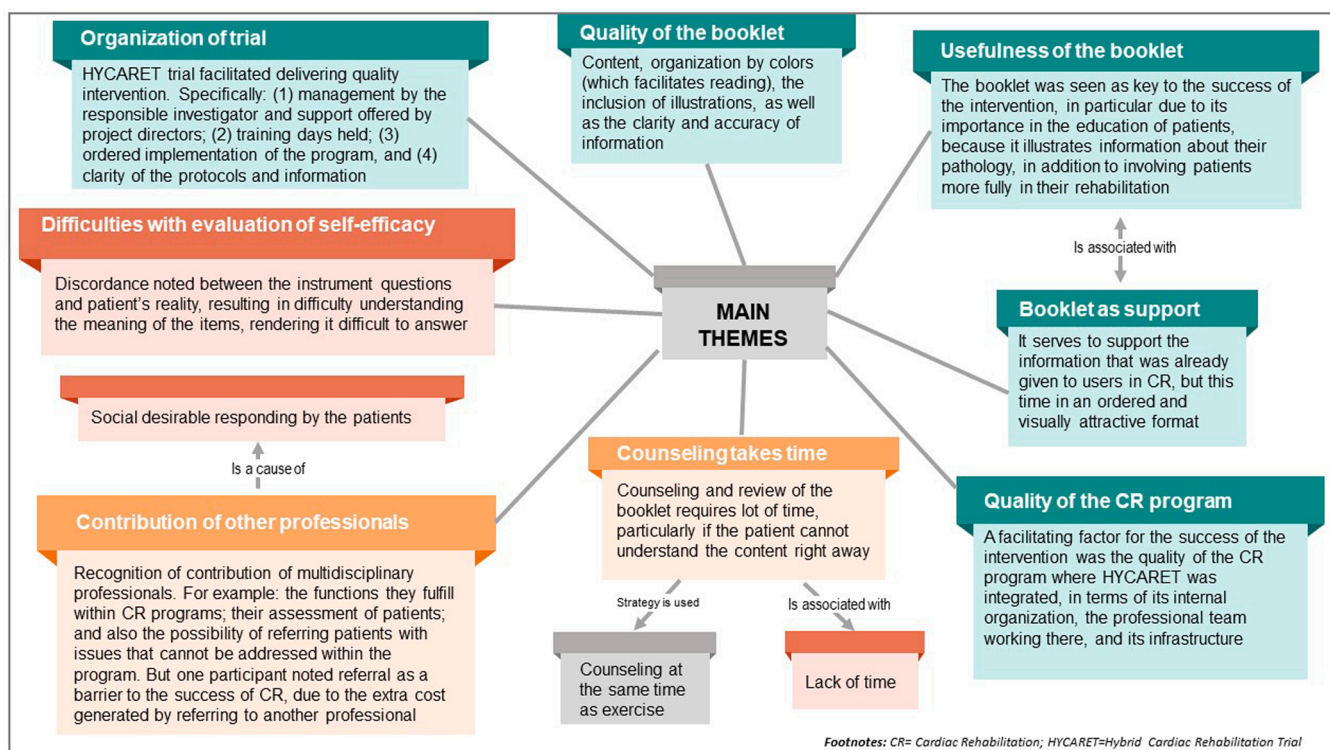 Organization of trial
HYCARET trial facilitated delivering quality
intervention. Specifically: (1) management by the
responsible investigator and support offered by
project directors; (2) training days held; (3)
ordered implementation of the program, and (4)
clarity of the protocols and information
Quality of the booklet
Content, organization by colors
(which facilitates reading), the
inclusion of illustrations, as well
as the clarity and accuracy of
information
Usefulness of the booklet
The booklet was seen as key to the success of
the intervention, in particular due to its
importance in the education of patients,
because it illustrates information about their
pathology, in addition to involving patients
more fully in their rehabilitation
Is associated with
Difficulties with evaluation of self-efficacy
Discordance noted between the instrument questions
and patient's reality, resulting in difficulty understanding
the meaning of the items, rendering it difficult to answer
MAIN
THEMES
Booklet as support
It serves to support the
information that was already
given to users in CR, but this
time in an ordered and
visually attractive format
Social desirable responding by the patients
Is a cause of
Contribution of other professionals
Recognition of contribution of multidisciplinary
professionals. For example: the functions they fulfill
within CR programs; their assessment of patients;
and also the possibility of referring patients with
issues that cannot be addressed within the
program. But one participant noted referral as a
barrier to the success of CR, due to the extra cost
generated by referring to another professional
Counseling takes time
Counseling and review of the
booklet requires lot of time,
particularly if the patient cannot
understand the content right away
Strategy is used
Is associated with
Counseling at
the same time
as exercise
Lack of time
Quality of the CR program
A facilitating factor for the success of the
intervention was the quality of the CR
program where HYCARET was
integrated, in terms of its internal
organization, the professional team
working there, and its infrastructure
Footnotes: CR= Cardiac Rehabilitation; HYCARET=Hybrid Cardiac Rehabilitation Trial